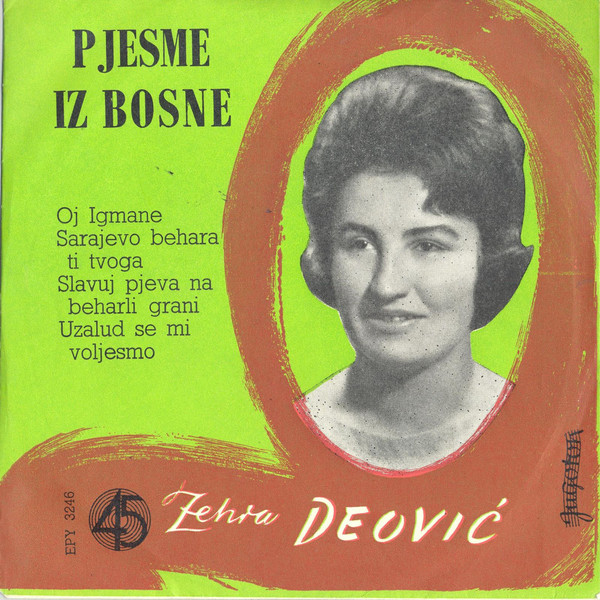 PJESME
IZ BOSNE
Oj Igmane
Sarajevo behara
ti tvoga
Slavuj pjeva na
beharli grani
Uzalud se mi
voljesmo
EPY 3246
45
Zehra DEOVIĆ
Jugoton